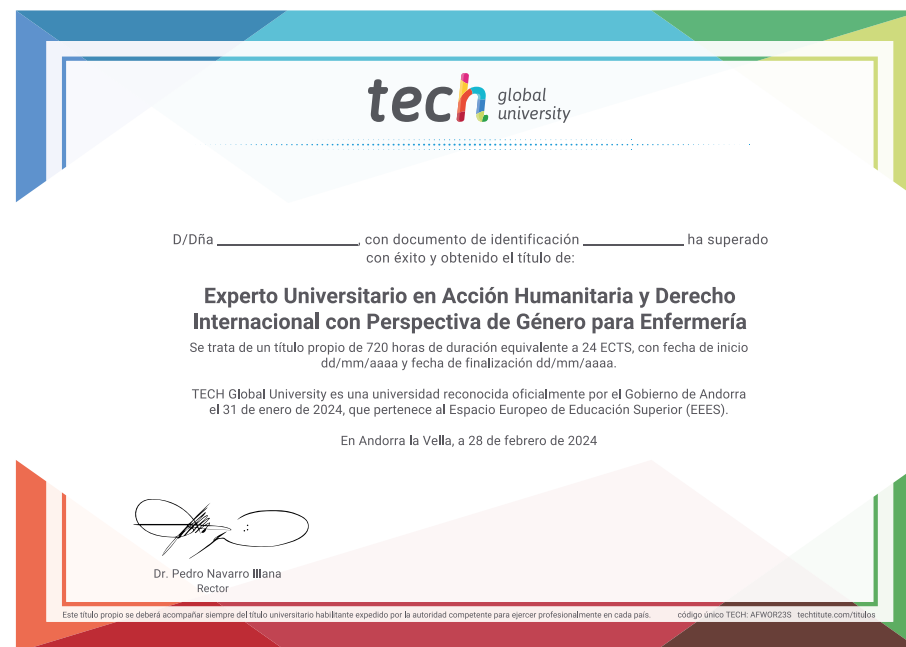 tech global university
D/Dña ____________________, con documento de identificación ______________ ha superado
con éxito y obtenido el título de:
Experto Universitario en Acción Humanitaria y Derecho
Internacional con Perspectiva de Género para Enfermería
Se trata de un título propio de 720 horas de duración equivalente a 24 ECTS, con fecha de inicio
dd/mm/aaaa y fecha de finalización dd/mm/aaaa.
TECH Global University es una universidad reconocida oficialmente por el Gobierno de Andorra
el 31 de enero de 2024, que pertenece al Espacio Europeo de Educación Superior (EEES).
En Andorra la Vella, a 28 de febrero de 2024
Dr. Pedro Navarro Illana
Rector
Este título propio se deberá acompañar siempre del título universitario habilitante expedido por la autoridad competente para ejercer profesionalmente en cada país. código único TECH: AFWOR23S techtitute.com/titulos